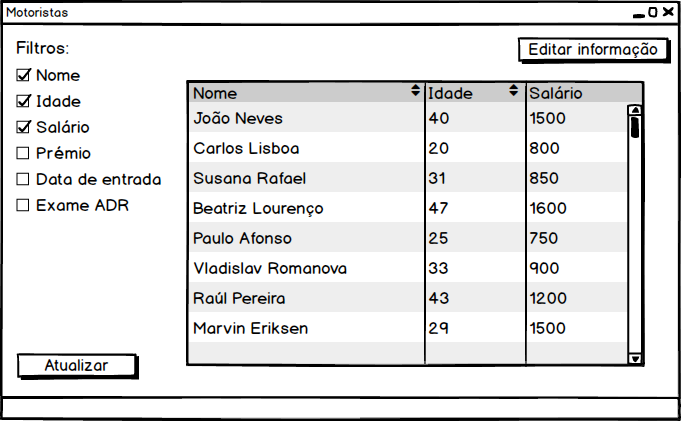 Motoristas
Filtros:
Editar informação
Nome
Idade
Salário
Prémio
Data de entrada
Exame ADR
Nome Idade Salário
João Neves 40 1500
Carlos Lisboa 20 800
Susana Rafael 31 850
Beatriz Lourenço 47 1600
Paulo Afonso 25 750
Vladislav Romanova 33 900
Raúl Pereira 43 1200
Marvin Eriksen 29 1500
Atualizar